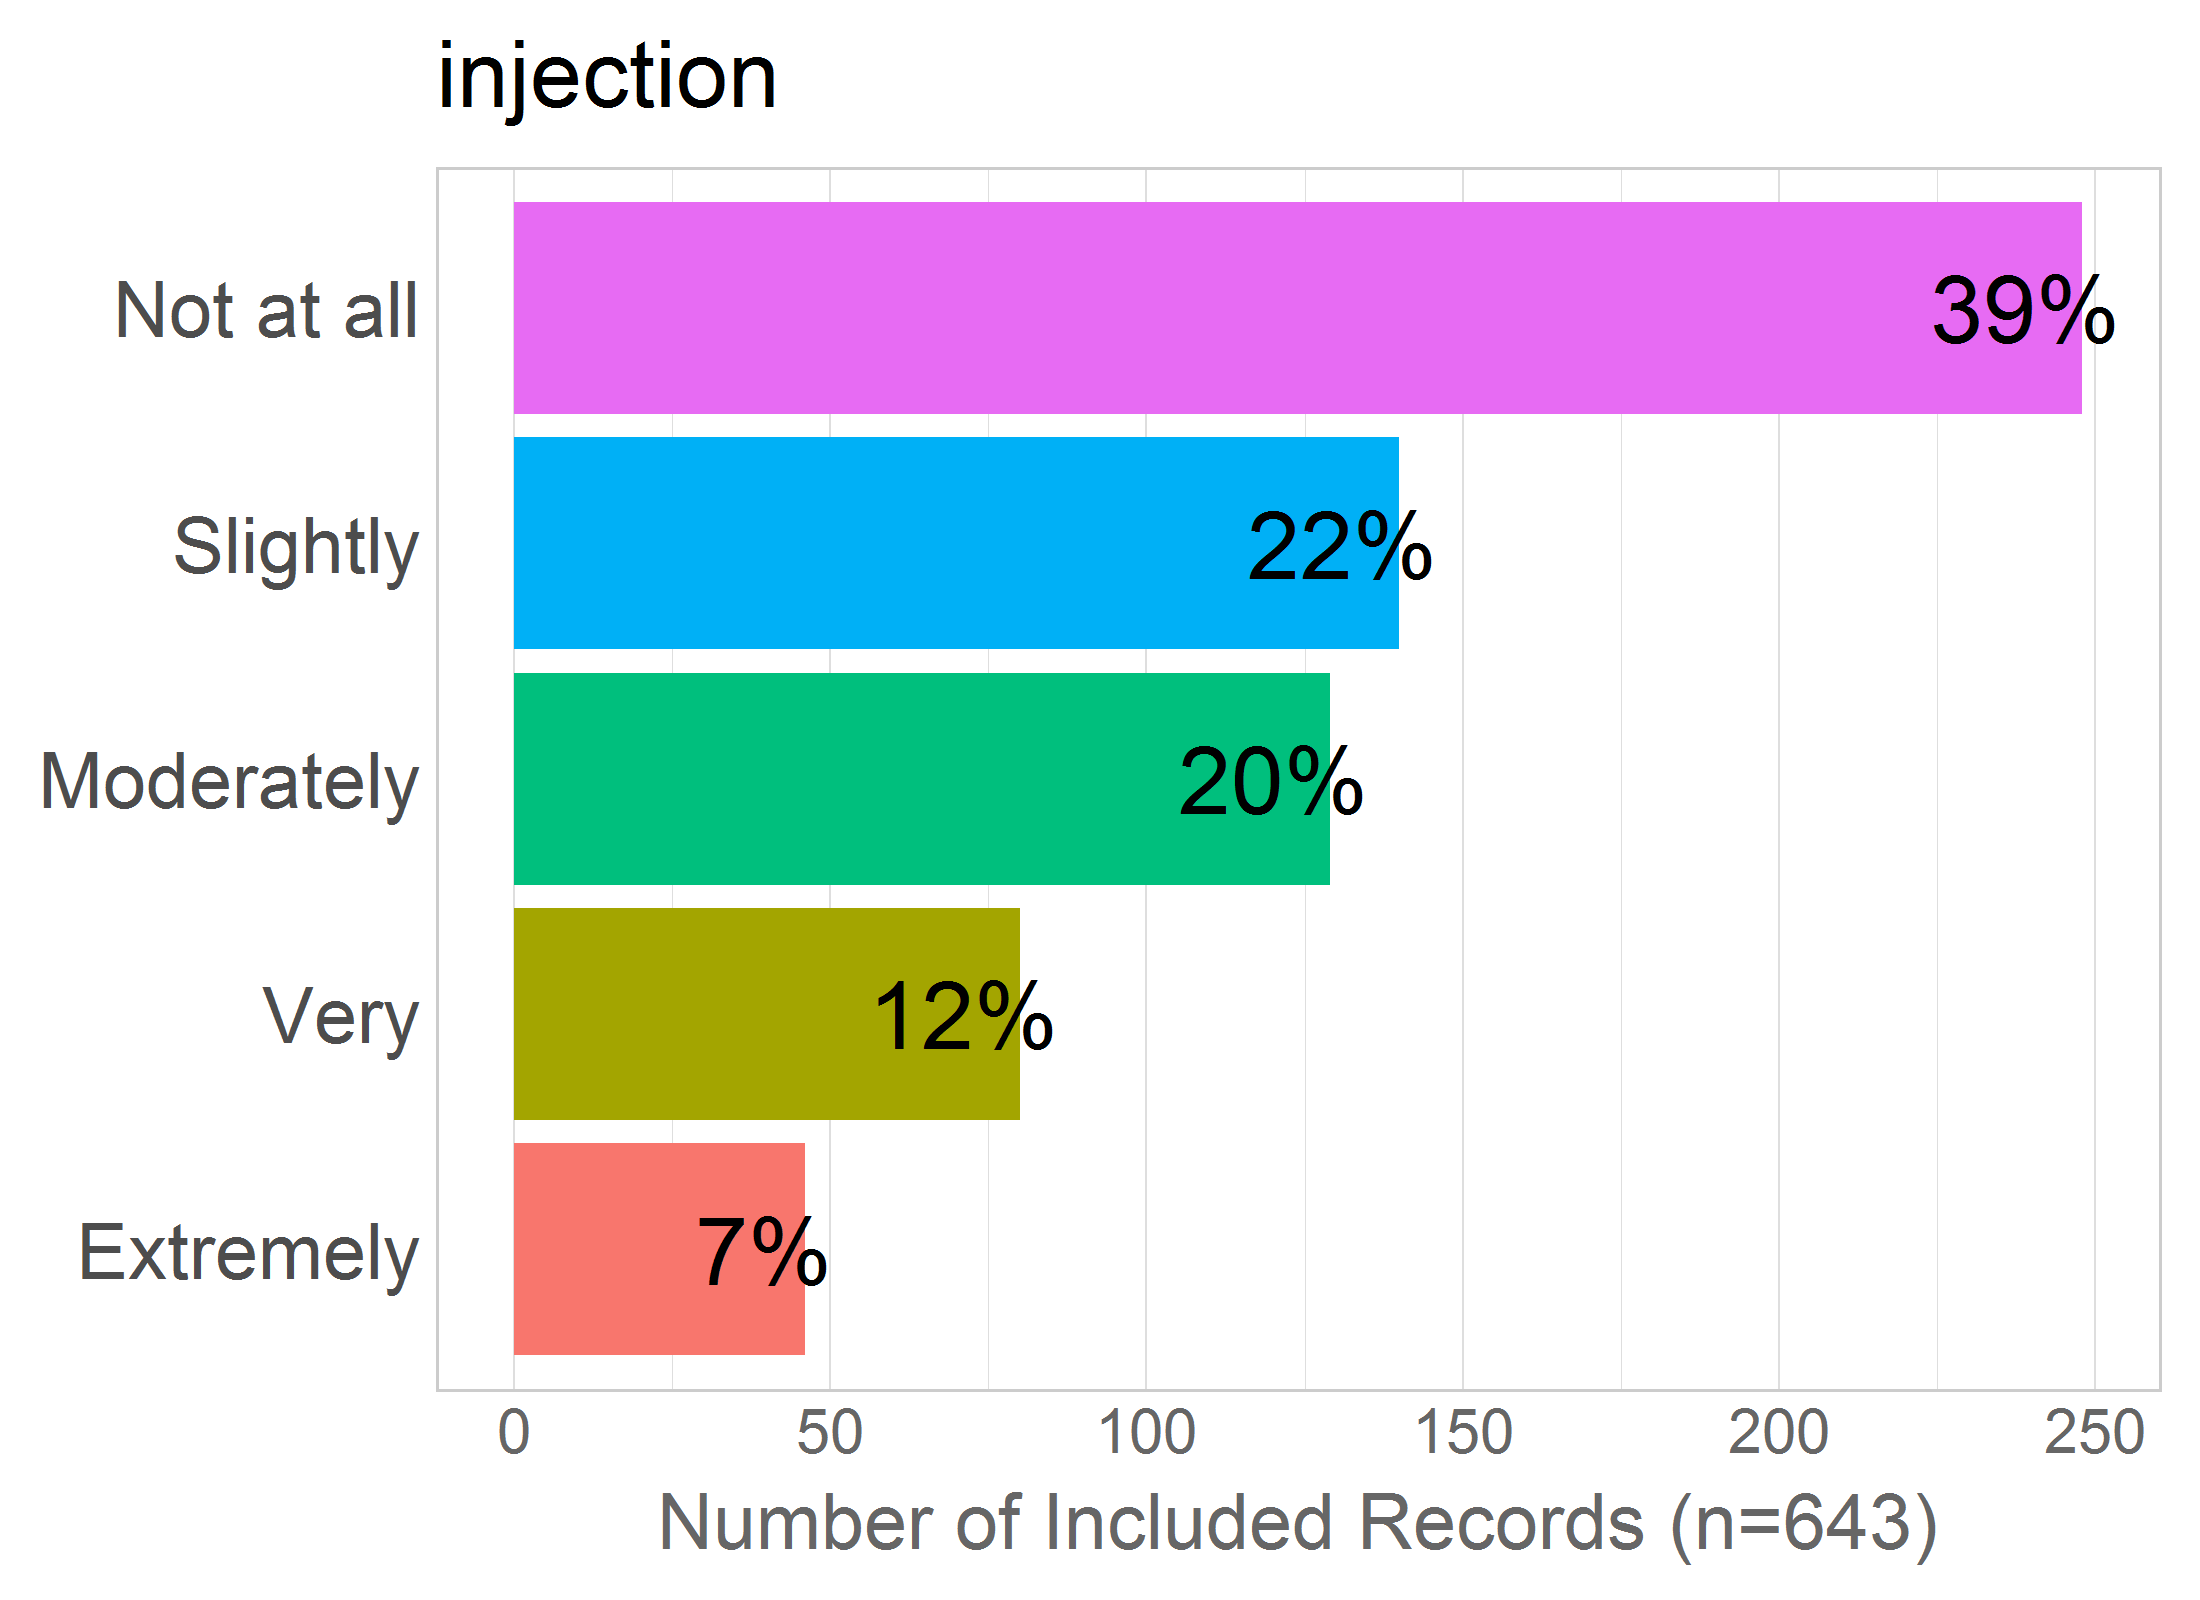 injection
Not at all
39%
Slightly
22%
Moderately
20%
Very
12%
Extremely
7%
0 50 100 150 200 250
Number of Included Records (n=643)